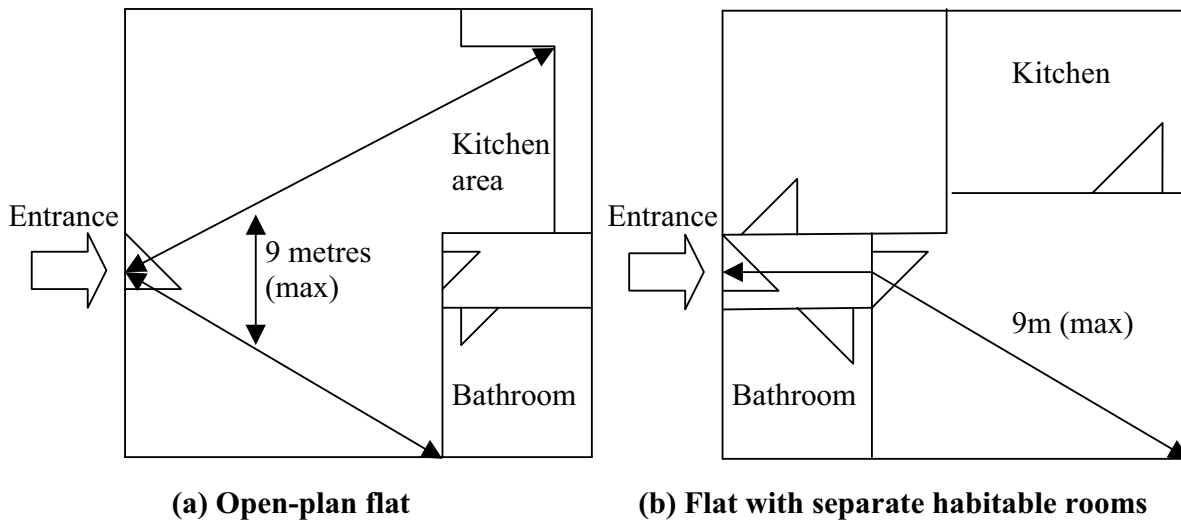 Entrance
9 metres
(max)
Kitchen
area
Bathroom
(a) Open-plan flat
Entrance
Kitchen
9m (max)
Bathroom
(b) Flat with separate habitable rooms